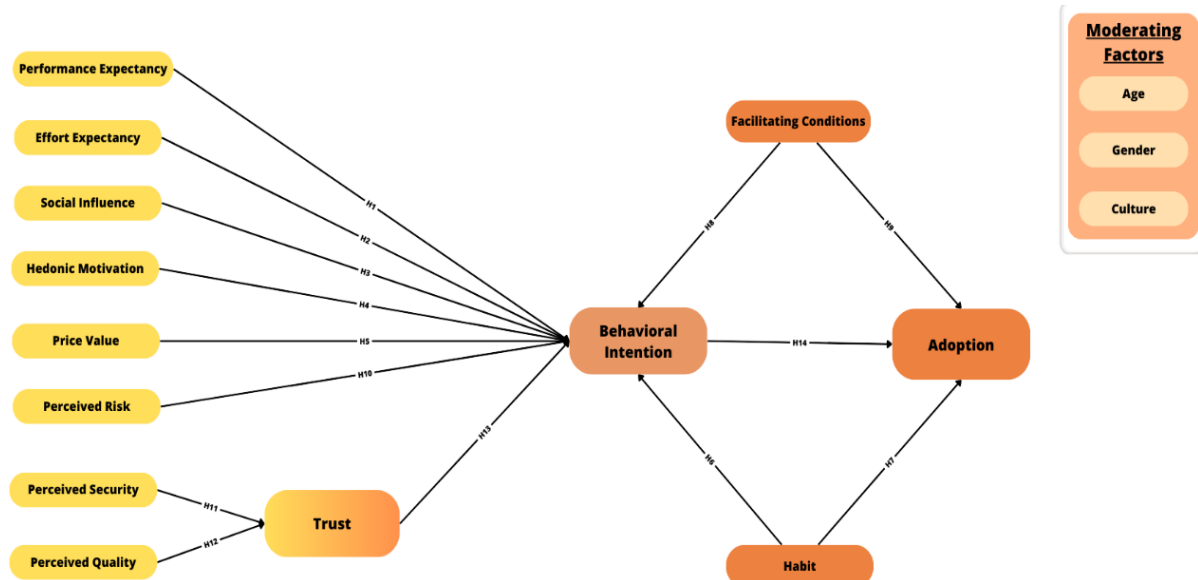 Moderating
Factors
Age
Gender
Culture
Performance Expectancy
Effort Expectancy
Social Influence
Hedonic Motivation
Price Value
Perceived Risk
Perceived Security
Perceived Quality
Trust
H1
H2
H3
H4
H5
H10
H13
H11
H12
Behavioral
Intention
Facilitating Conditions
H8
H9
H14
Adoption
H6
H7
Habit